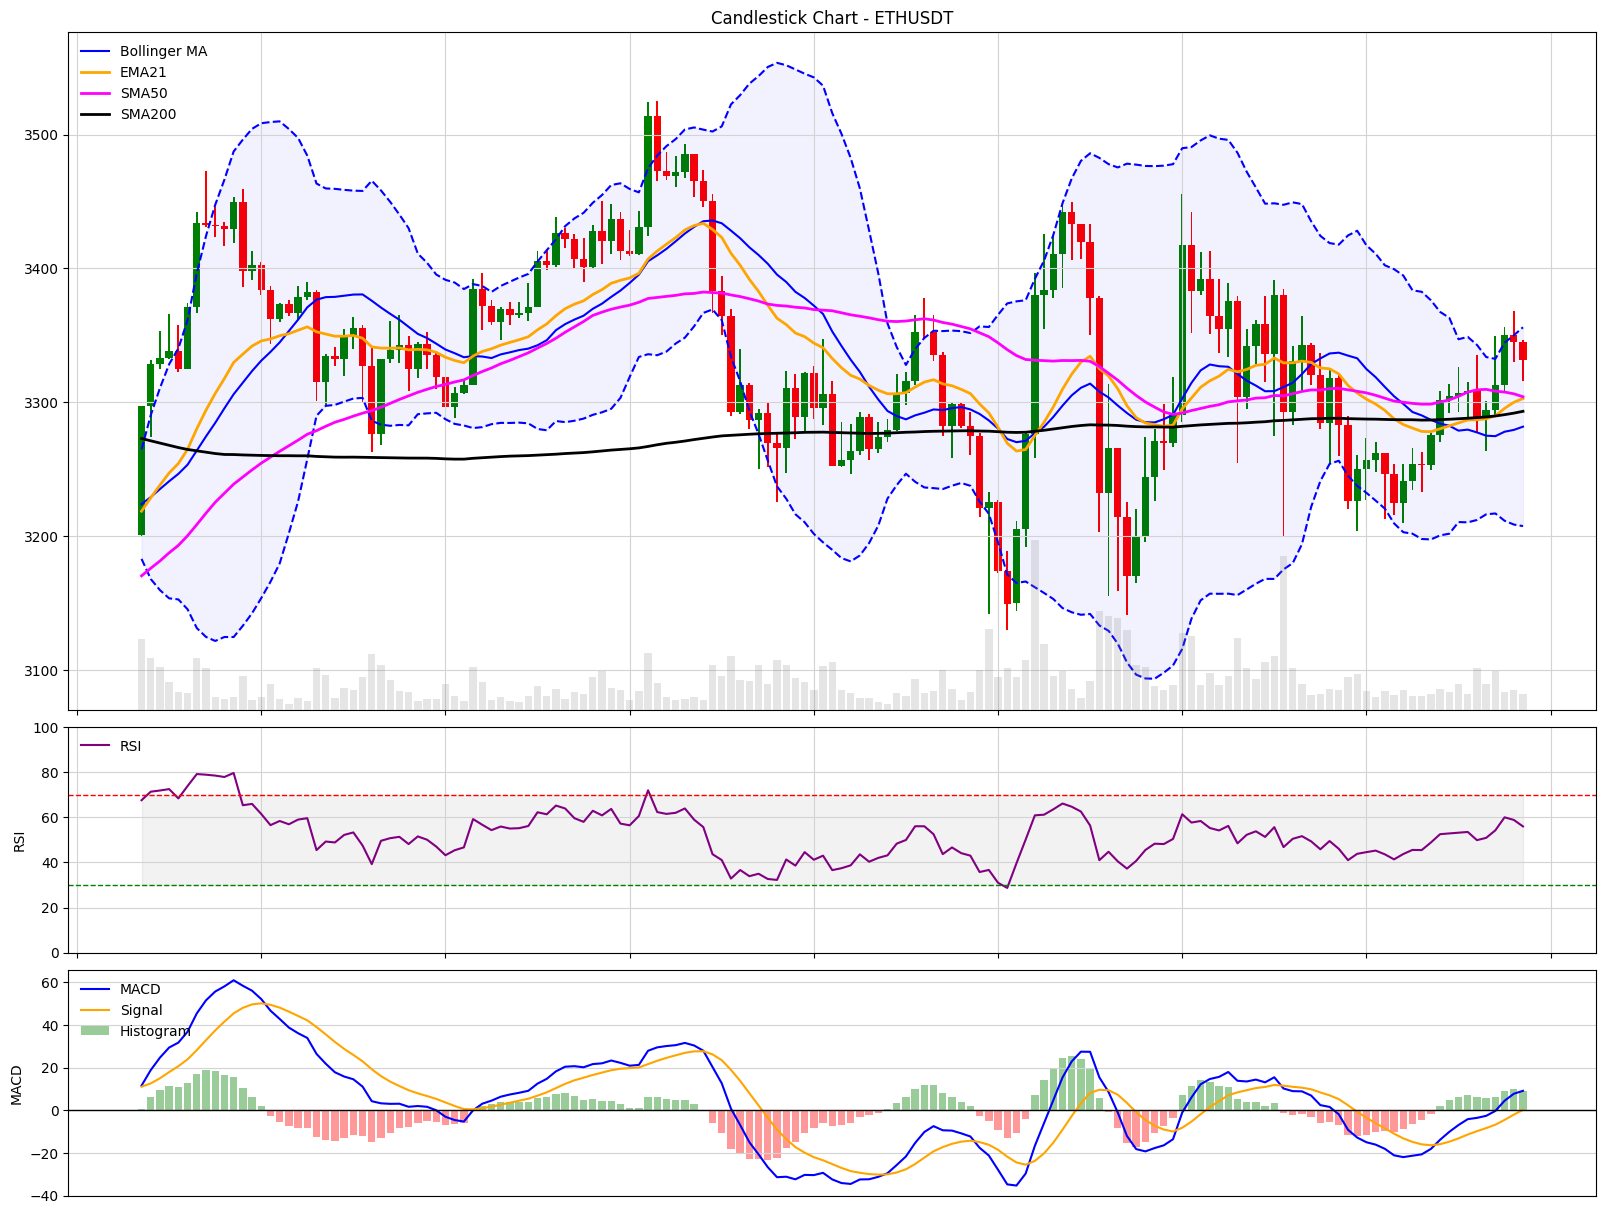 Candlestick Chart - ETHUSDT
Bollinger MA
EMA21
SMA50
SMA200
3500
3400
3300
3200
3100
RSI
100
80
60
40
20
0
RSI
MACD
Signal
Histogram
60
40
20
0
−20
−40
MACD